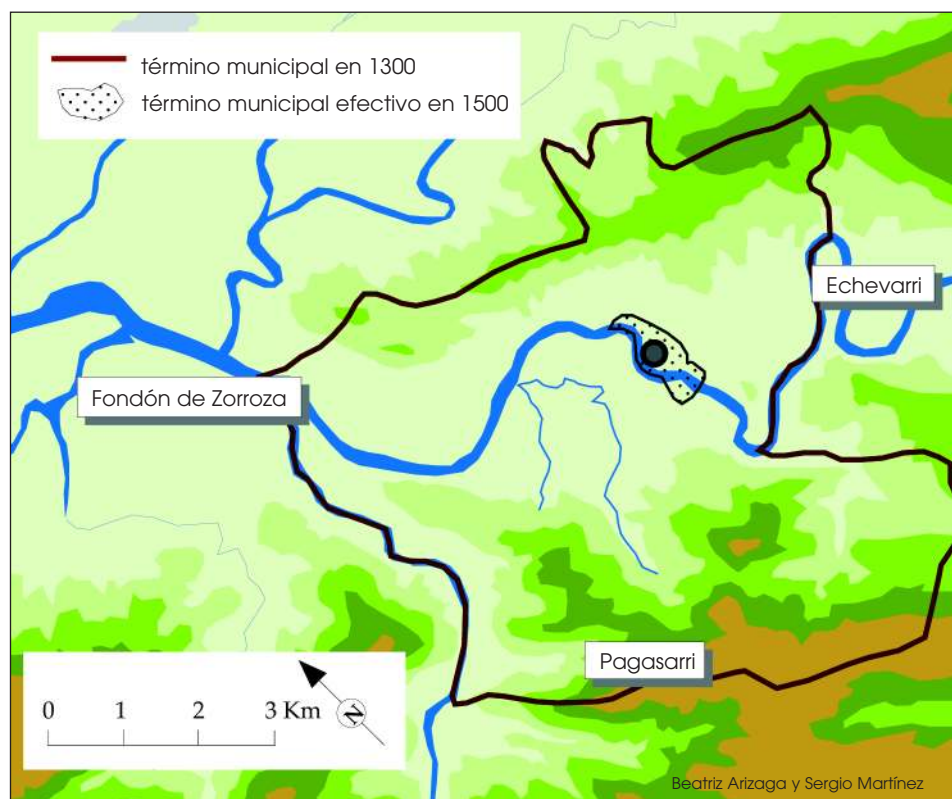 término municipal en 1300
término municipal efectivo en 1500
Echevarri
Fondón de Zorroza
Pagasarri
0 1 2 3 Km
N
Beatriz Arizaga y Sergio Martínez